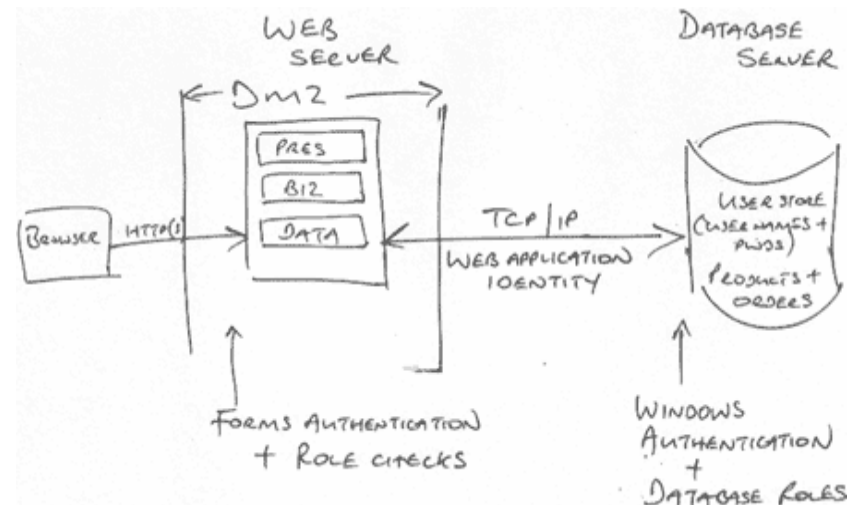 WEB
SERVER
DATABASE
SERVER
DMZ
PRES
BIZ
DATA
BROWSER
HTTP(S)
TCP/IP
WEB APPLICATION
IDENTITY
USER STORE
(USER NAMES +
PWDS)
PRODUCTS +
ORDERS
FORMS AUTHENTICATION
+ ROLE CHECKS
WINDOWS
AUTHENTICATION
+
DATABASE ROLES